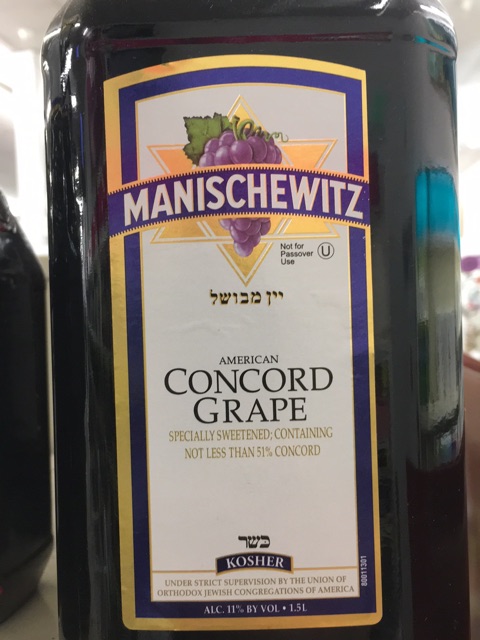 MANISCHEWITZ
Not for
Passover
Use
U
יין מבושל
AMERICAN
CONCORD
GRAPE
SPECIALLY SWEETENED; CONTAINING
NOT LESS THAN 51% CONCORD
כשר
KOSHER
UNDER STRICT SUPERVISION BY THE UNION OF
ORTHODOX JEWISH CONGREGATIONS OF AMERICA
ALC. 11% BY VOL • 1.5L
80011301